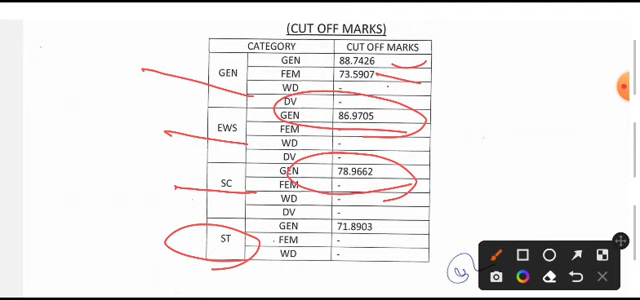 (CUT OFF MARKS)
CATEGORY CUT OFF MARKS
GEN GEN 88.7426
FEM 73.5907
WD -
DV -
EWS GEN 86.9705
FEM -
WD -
DV -
SC GEN 78.9662
FEM -
WD -
DV -
ST GEN 71.8903
FEM -
WD -